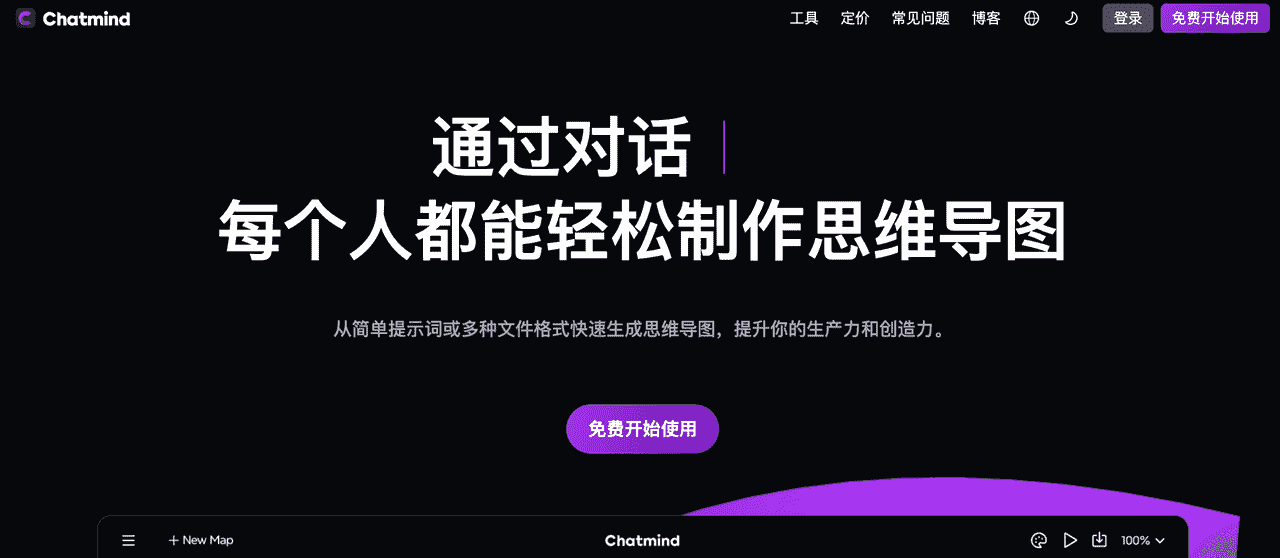 Chatmind 工具 定价 常见问题 博客 登录 免费开始使用
通过对话
每个人都能轻松制作思维导图
从简单提示词或多种文件格式快速生成思维导图，提升你的生产力和创造力。
免费开始使用
+ New Map Chatmind 100%